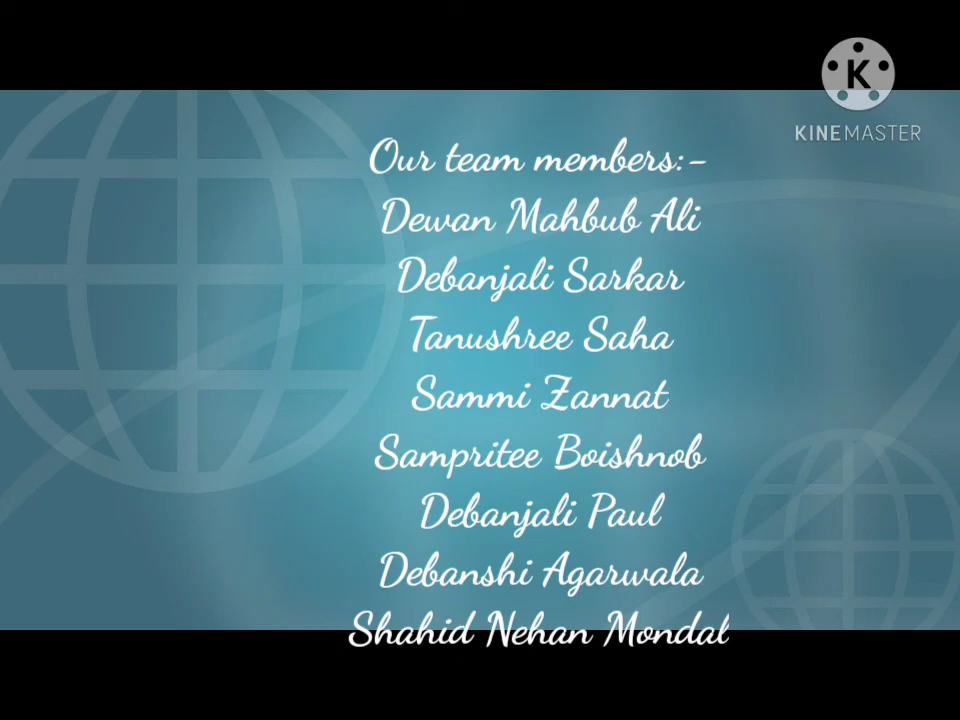 KINEMASTER
Our team members:-
Dewan Mahbub Ali
Debanjali Sarkar
Tanushree Saha
Sammi Zannat
Sampritee Boishnob
Debanjali Paul
Debanshi Agarwala
Shahid Nehan Mondal